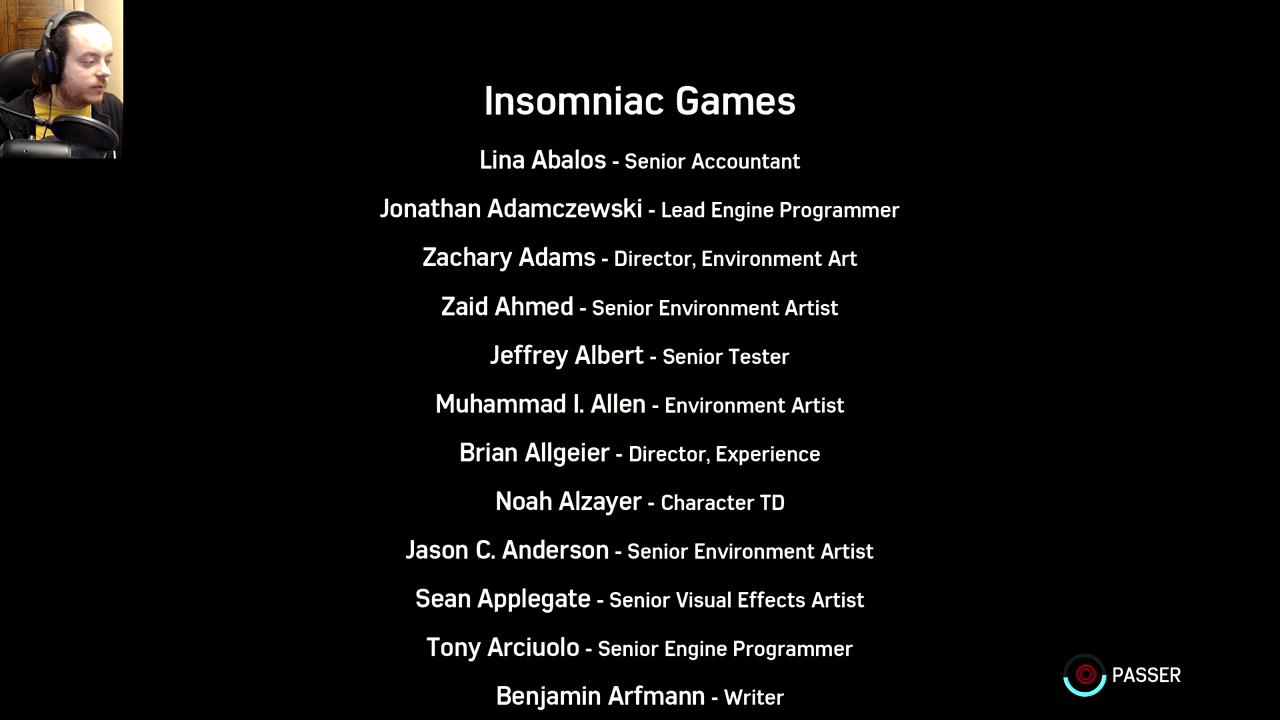 Insomniac Games
Lina Abalos - Senior Accountant
Jonathan Adamczewski - Lead Engine Programmer
Zachary Adams - Director, Environment Art
Zaid Ahmed - Senior Environment Artist
Jeffrey Albert - Senior Tester
Muhammad I. Allen - Environment Artist
Brian Allgeier - Director, Experience
Noah Alzayer - Character TD
Jason C. Anderson - Senior Environment Artist
Sean Applegate - Senior Visual Effects Artist
Tony Arciuolo - Senior Engine Programmer
Benjamin Arfmann - Writer
PASSER